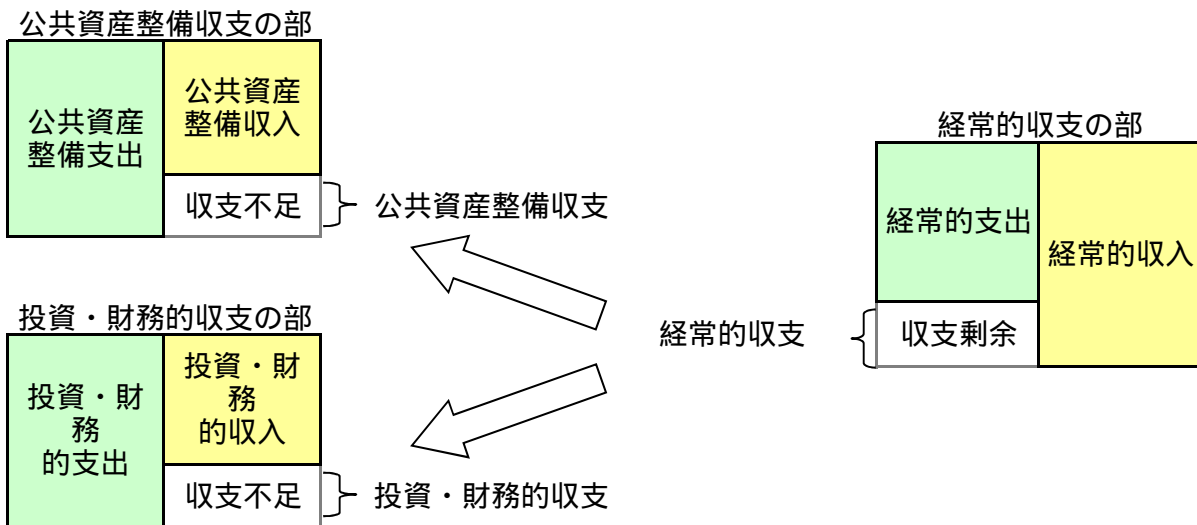 公共資産整備収支の部
公共資産
整備支出
公共資産
整備収入
収支不足
公共資産整備収支
投資・財務的収支の部
投資・財
務
的支出
投資・財
務
的収入
収支不足
投資・財務的収支
経常的収支
経常的収支の部
経常的支出
収支剰余
経常的収入